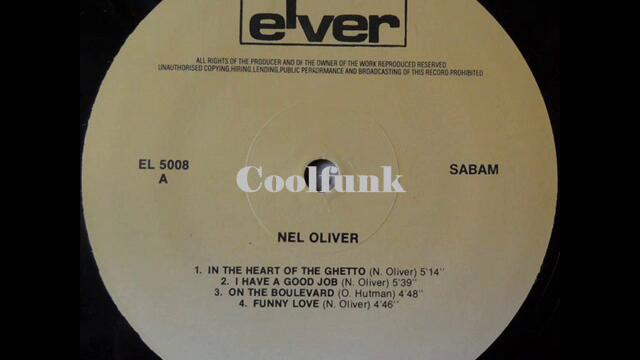 elver
ALL RIGHTS OF THE PRODUCER AND OF THE OWNER OF THE WORK REPRODUCED RESERVED
UNAUTHORISED COPYING,HIRING,LENDING,PUBLIC PERFORMANCE AND BROADCASTING OF THIS RECORD PROHIBITED
EL 5008
A
SABAM
Coolfunk
NEL OLIVER
1. IN THE HEART OF THE GHETTO (N. Oliver) 5'14''
2. I HAVE A GOOD JOB (N. Oliver) 5'39''
3. ON THE BOULEVARD (O. Hutman) 4'48''
4. FUNNY LOVE (N. Oliver) 4'46''